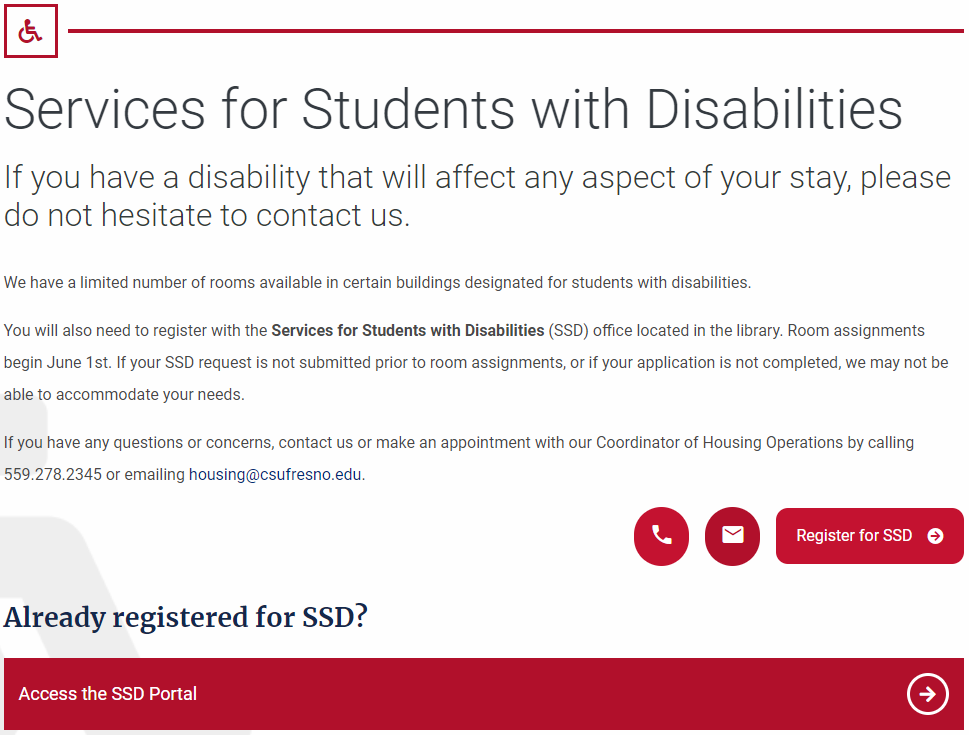 Services for Students with Disabilities
If you have a disability that will affect any aspect of your stay, please
do not hesitate to contact us.
We have a limited number of rooms available in certain buildings designated for students with disabilities.
You will also need to register with the Services for Students with Disabilities (SSD) office located in the library. Room assignments
begin June 1st. If your SSD request is not submitted prior to room assignments, or if your application is not completed, we may not be
able to accommodate your needs.
If you have any questions or concerns, contact us or make an appointment with our Coordinator of Housing Operations by calling
559.278.2345 or emailing housing@csufresno.edu.
Register for SSD
Already registered for SSD?
Access the SSD Portal